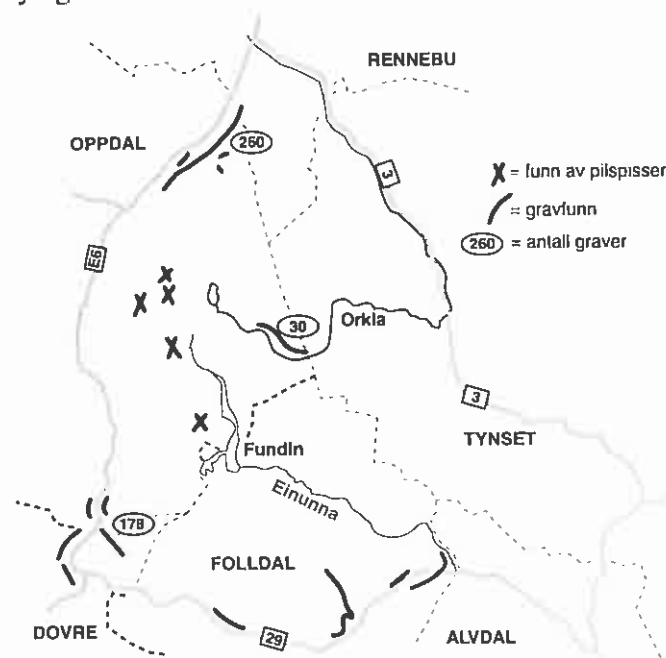 RENNEBU
OPPDAL
260
3
X = funn av pilspisser
= gravfunn
260 = antall graver
E6
30
Orkla
3
TYNSET
Fundin
Einunna
178
FOLLDAL
DOVRE
29
ALVDAL